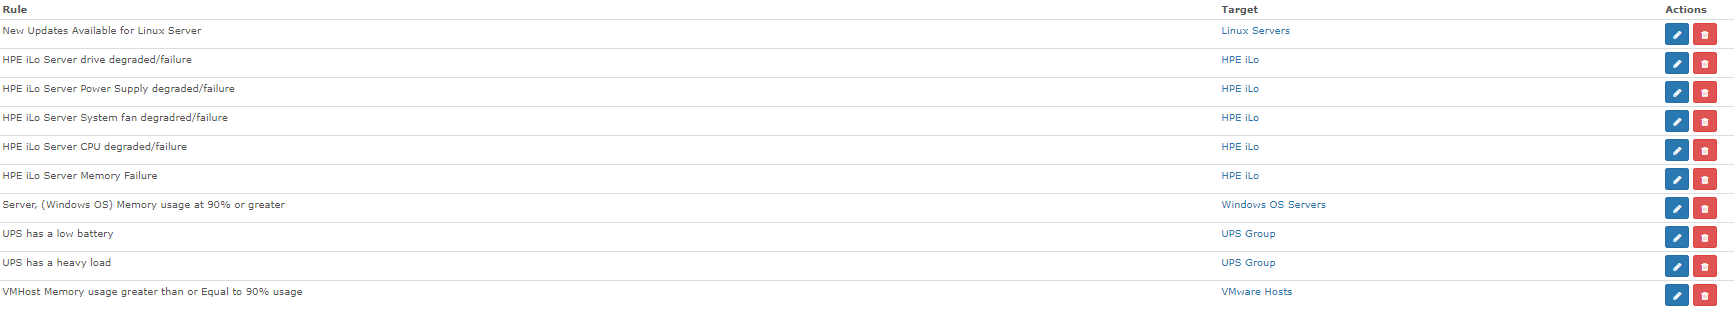 Rule Target Actions
New Updates Available for Linux Server Linux Servers
HPE iLo Server drive degraded/failure HPE iLo
HPE iLo Server Power Supply degraded/failure HPE iLo
HPE iLo Server System fan degradred/failure HPE iLo
HPE iLo Server CPU degraded/failure HPE iLo
HPE iLo Server Memory Failure HPE iLo
Server, (Windows OS) Memory usage at 90% or greater Windows OS Servers
UPS has a low battery UPS Group
UPS has a heavy load UPS Group
VMHost Memory usage greater than or Equal to 90% usage VMware Hosts